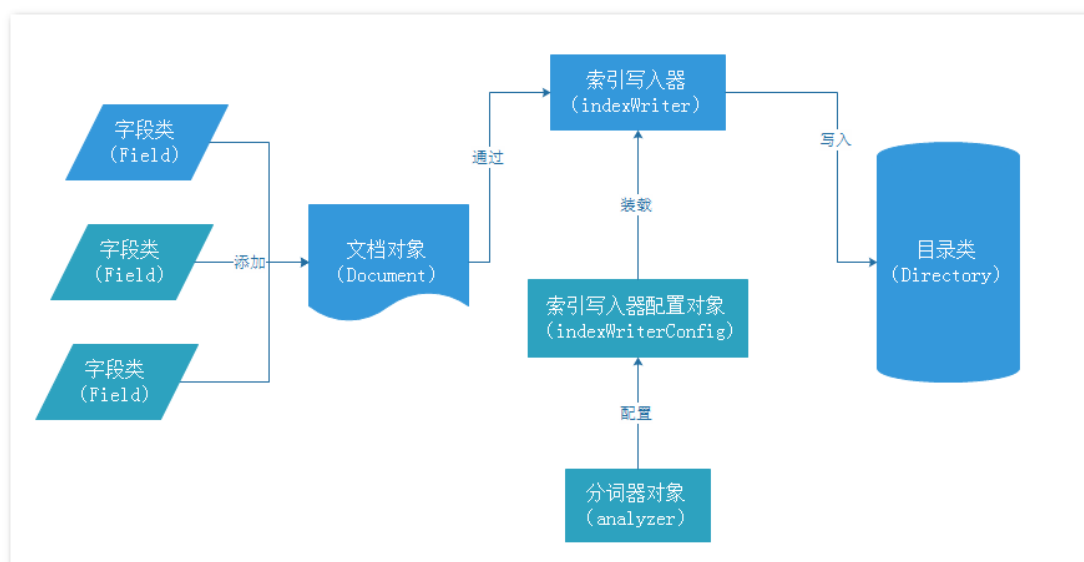 索引写入器
(indexWriter)
字段类
(Field)
通过
写入
装载
字段类
(Field)
添加
文档对象
(Document)
目录类
(Directory)
索引写入器配置对象
(indexWriterConfig)
字段类
(Field)
配置
分词器对象
(analyzer)